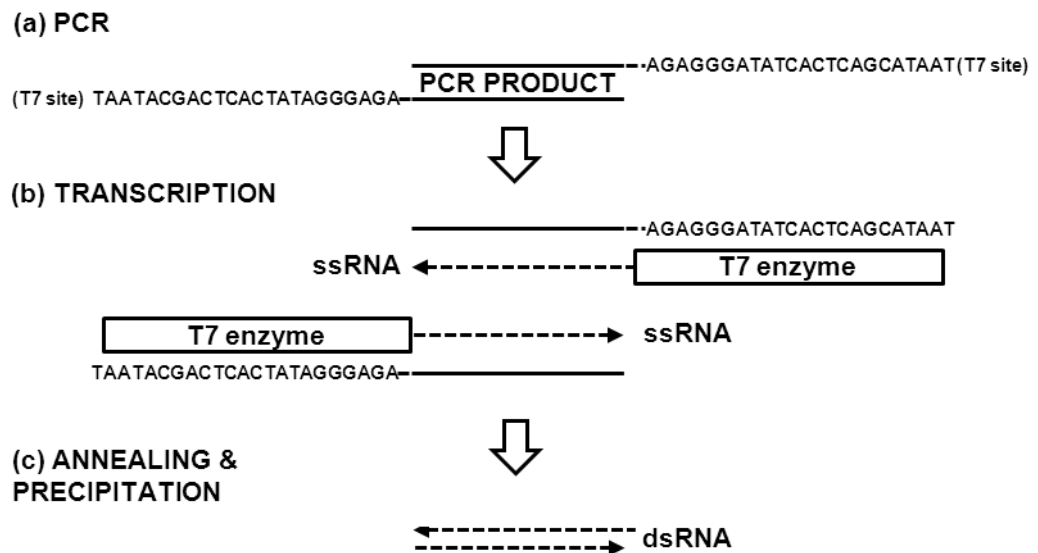 (a) PCR
AGAGGGATATCACTCAGCATAAT(T7 site)
PCR PRODUCT
(T7 site) TAATACGACTCACTATAGGGAGA
(b) TRANSCRIPTION
AGAGGGATATCACTCAGCATAAT
ssRNA
T7 enzyme
T7 enzyme
ssRNA
TAATACGACTCACTATAGGGAGA
(c) ANNEALING &
PRECIPITATION
dsRNA